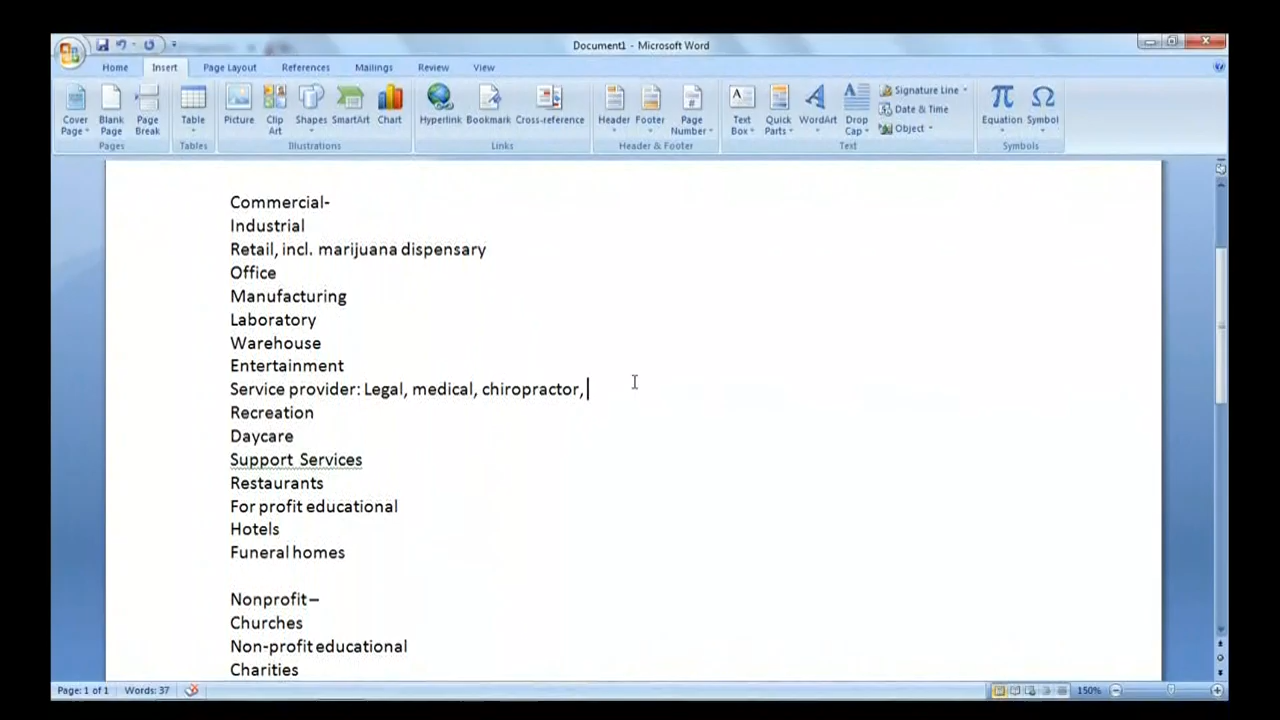 Document1 - Microsoft Word
Home Insert Page Layout References Mailings Review View
Cover Page Blank Page Page Break Table Picture Clip Art Shapes SmartArt Chart Hyperlink Bookmark Cross-reference Header Footer Page Number Text Box Quick Parts WordArt Drop Cap Signature Line Date & Time Object Equation Symbol
Pages Tables Illustrations Links Header & Footer Text Symbols
Commercial-
Industrial
Retail, incl. marijuana dispensary
Office
Manufacturing
Laboratory
Warehouse
Entertainment
Service provider: Legal, medical, chiropractor,
Recreation
Daycare
Support Services
Restaurants
For profit educational
Hotels
Funeral homes
Nonprofit –
Churches
Non-profit educational
Charities
Page: 1 of 1 Words: 37 150%